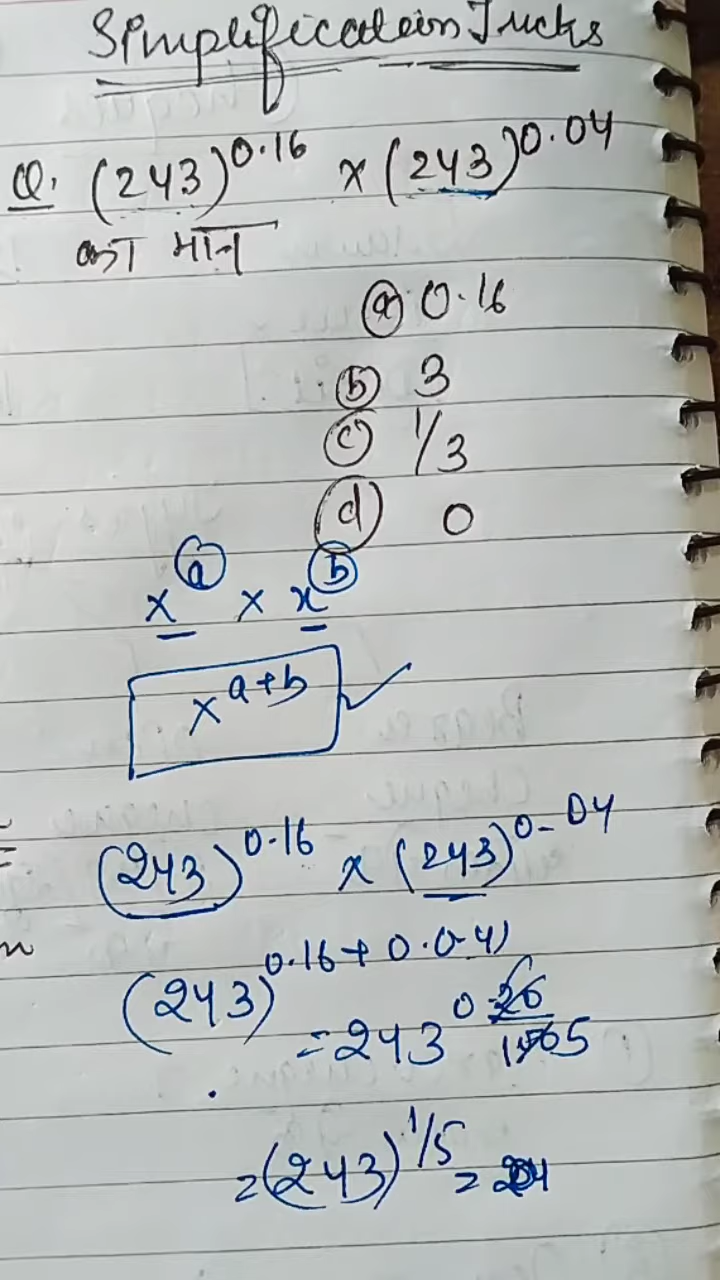 Simplification Tricks
Q. (243)^0.16 x (243)^0.04
का मान
(a) 0.16
(b) 3
(c) 1/3
(d) 0
x^a x x^b
x^a+b ✓
(243)^0.16 x (243)^0-04
(243)^0.16+0.04
= 243^0
= (243)^1/5 =